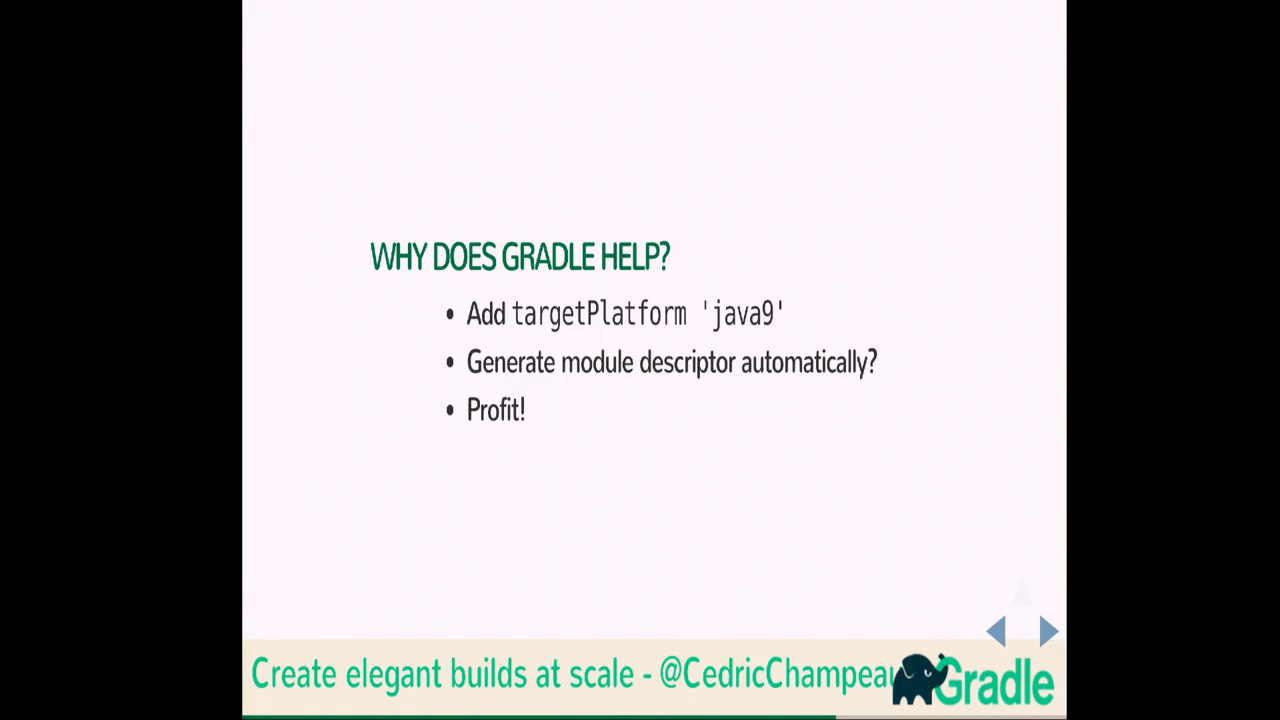 WHY DOES GRADLE HELP?
• Add targetPlatform 'java9'
• Generate module descriptor automatically?
• Profit!
Create elegant builds at scale - @CedricChampeau
Gradle